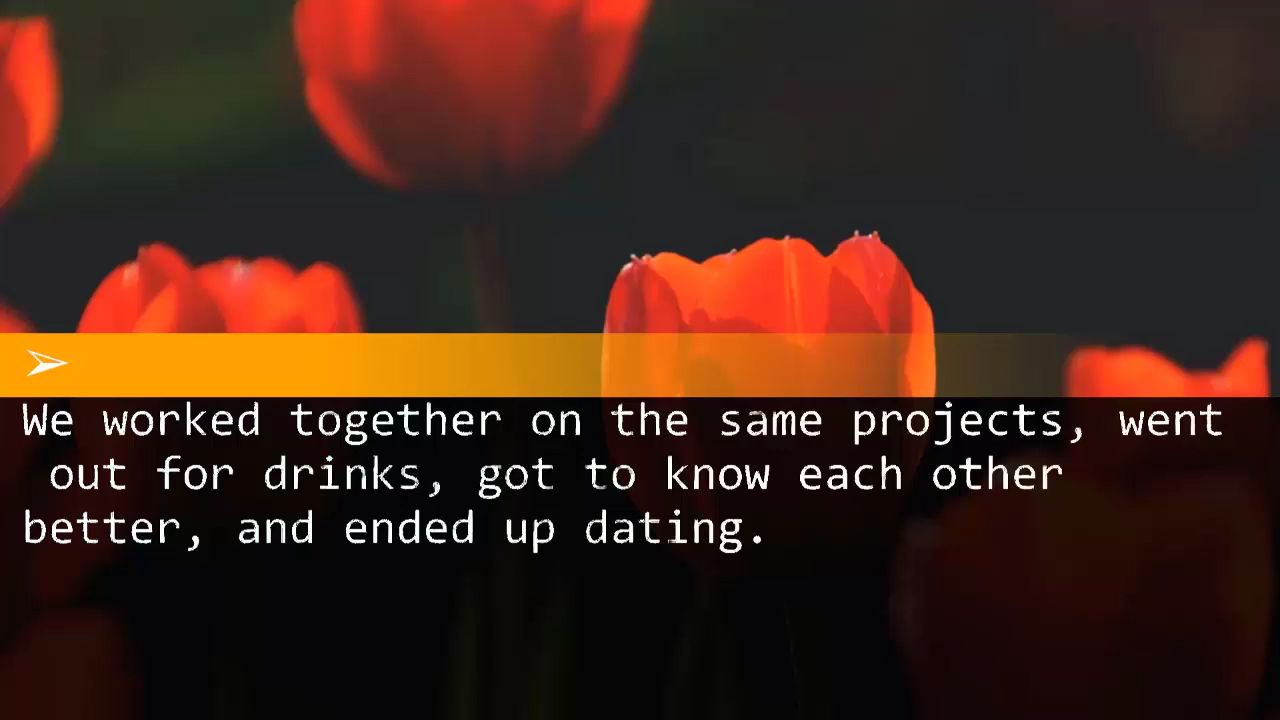 We worked together on the same projects, went
out for drinks, got to know each other
better, and ended up dating.